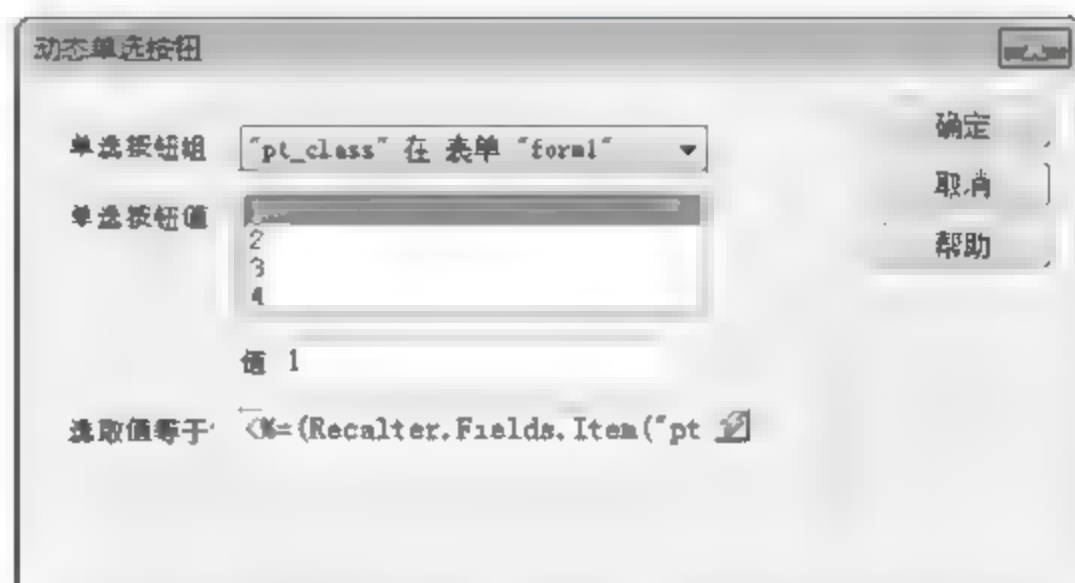 动态单选按钮
单选按钮组 "pt_class" 在 表单 "form1"
单选按钮值
2
3
4
值 1
选取值等于: <%=(Recalter.Fields.Item("pt
确定
取消
帮助